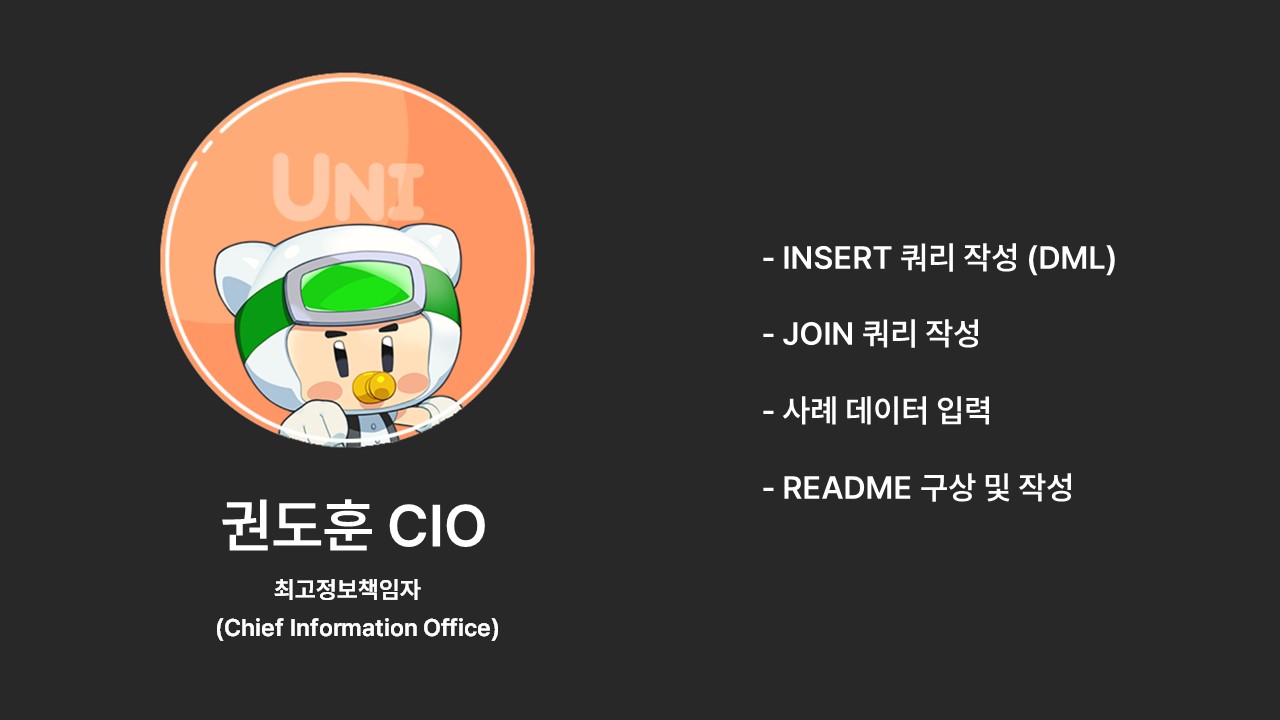 UNI
권도훈 CIO
최고정보책임자
(Chief Information Office)
- INSERT 쿼리 작성 (DML)
- JOIN 쿼리 작성
- 사례 데이터 입력
- README 구상 및 작성